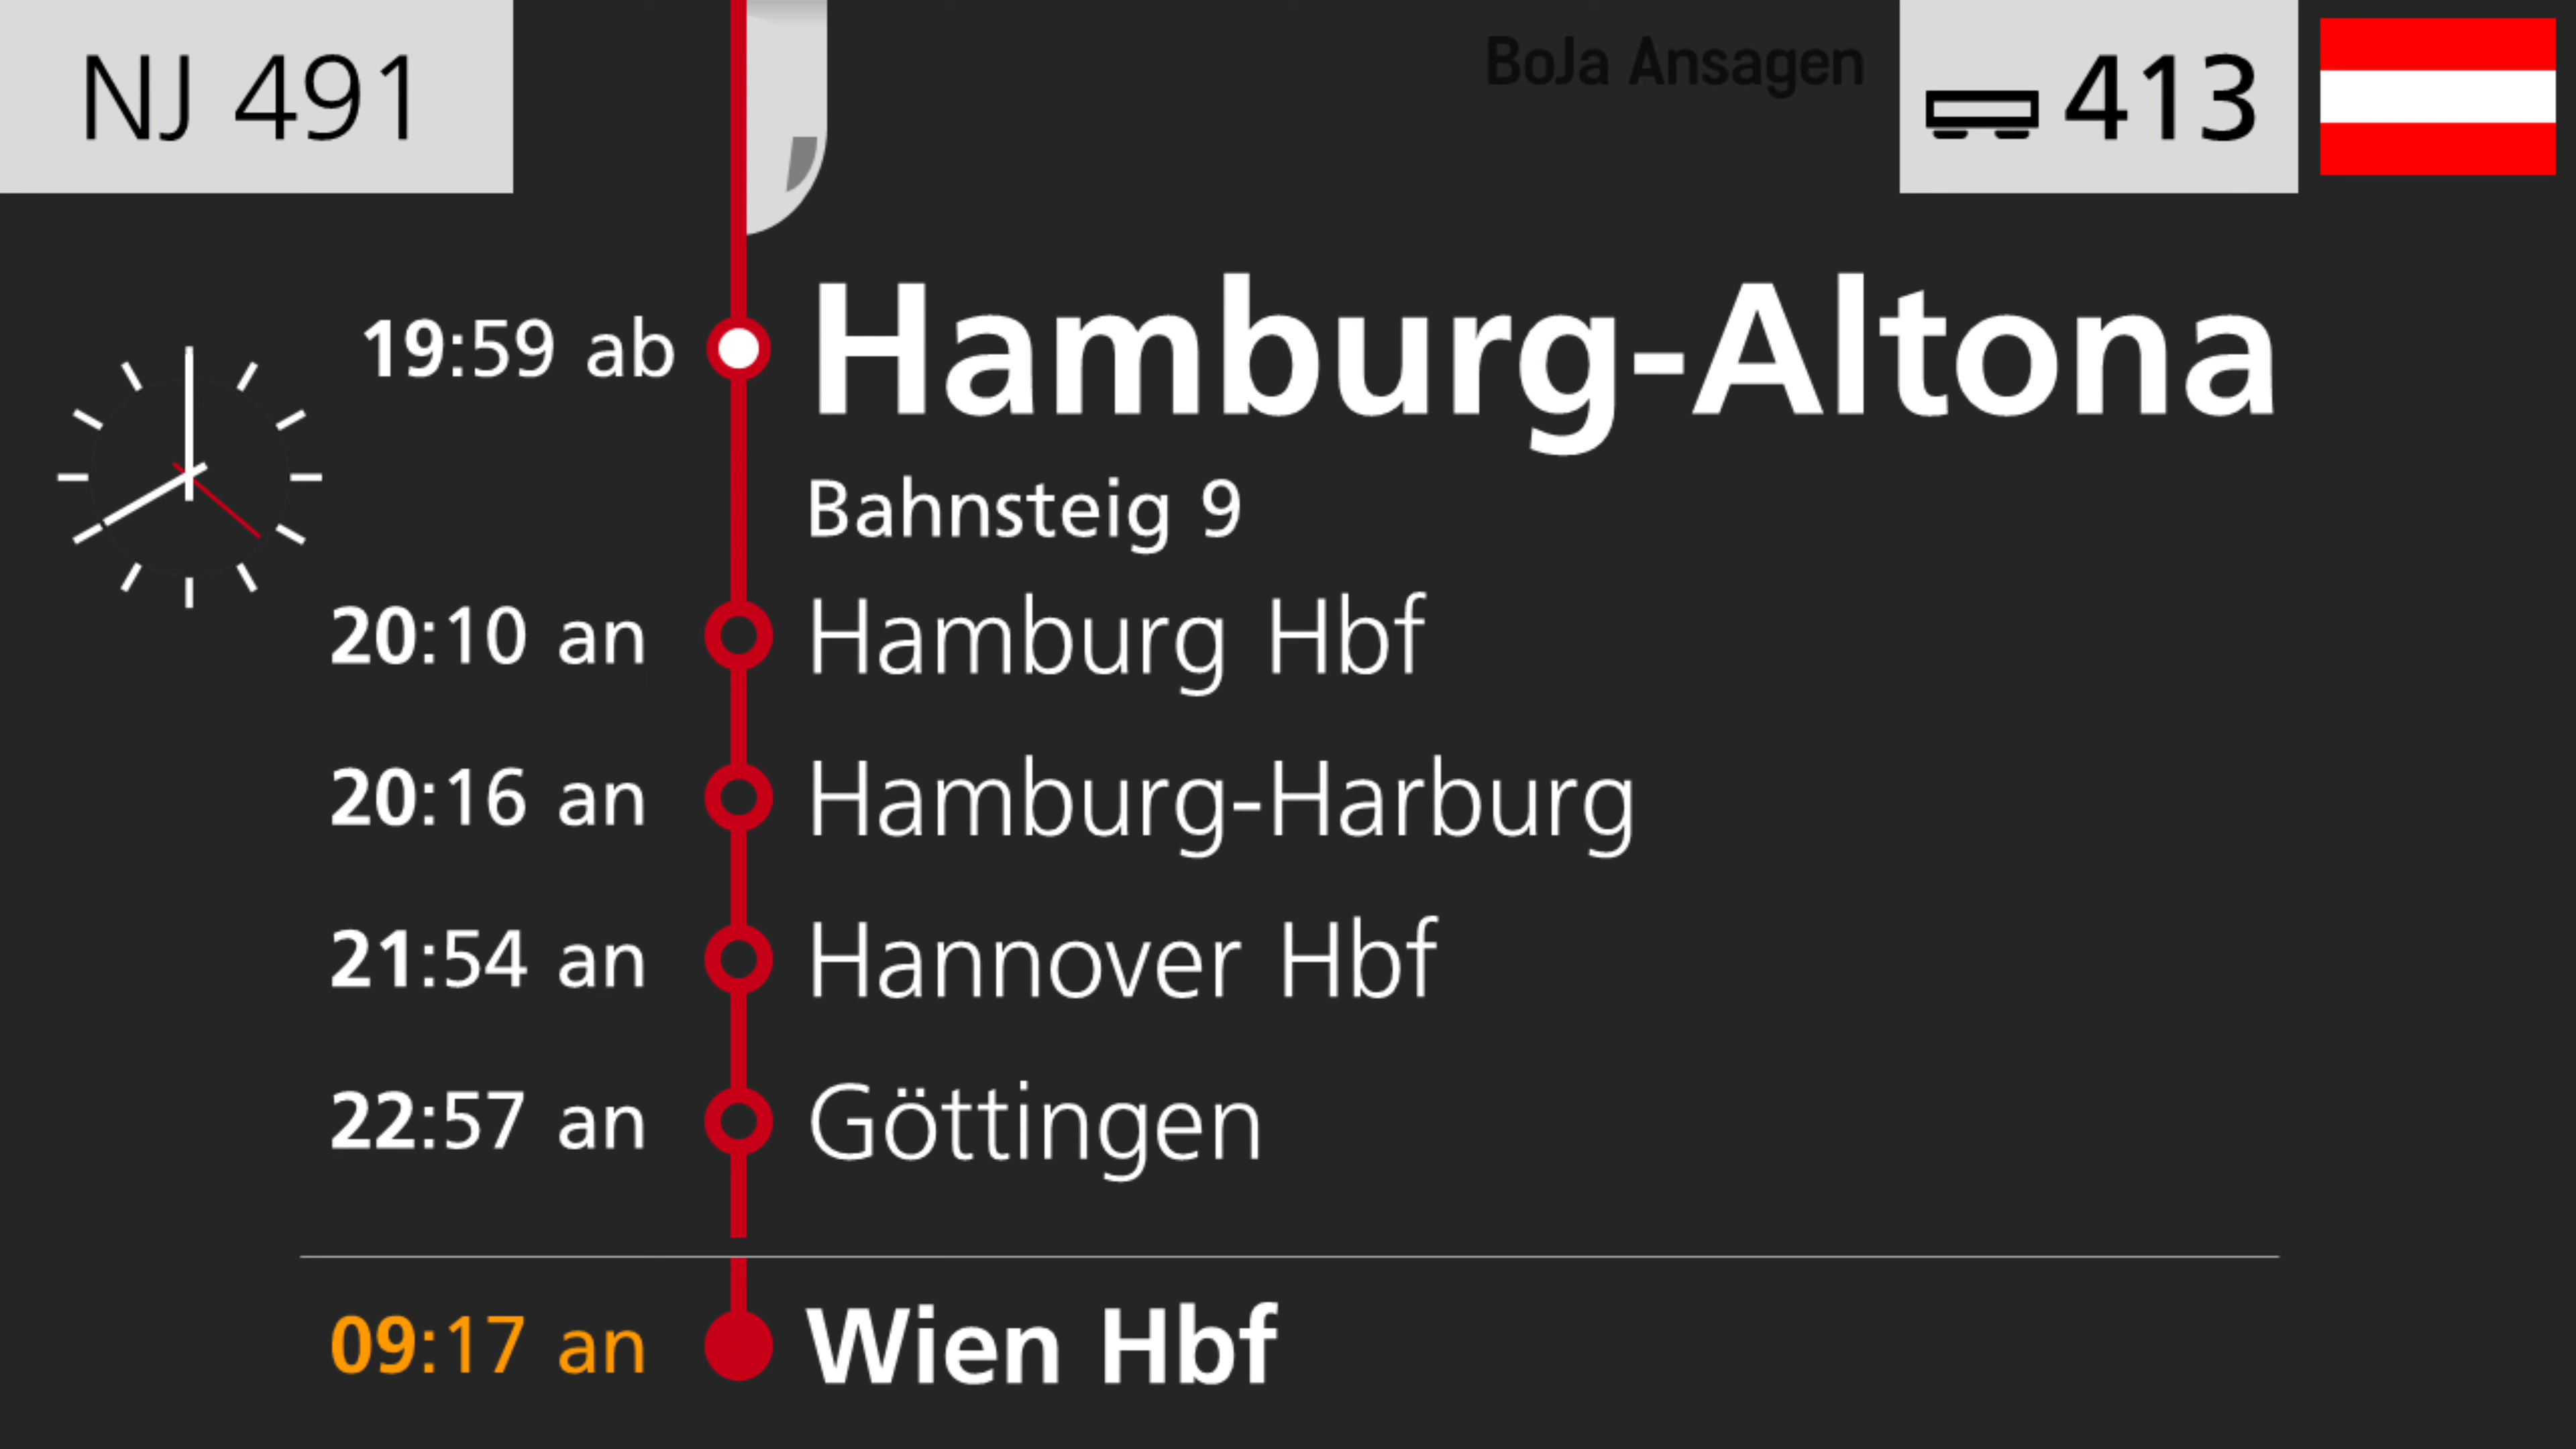 NJ 491
BoJa Ansagen
413
19:59 ab Hamburg-Altona
Bahnsteig 9
20:10 an Hamburg Hbf
20:16 an Hamburg-Harburg
21:54 an Hannover Hbf
22:57 an Göttingen
09:17 an Wien Hbf